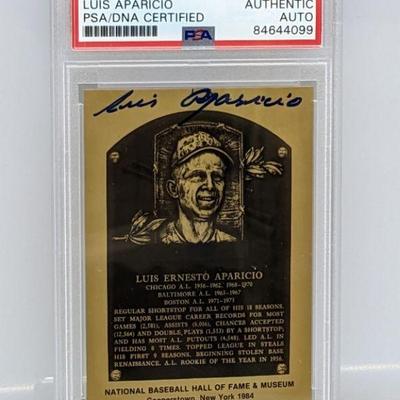 LUIS APARICIO AUTHENTIC
PSA/DNA CERTIFIED AUTO
PSA 84644099
Luis Aparicio
LUIS ERNESTO APARICIO
CHICAGO A.L. 1956-1962, 1968-1970
BALTIMORE A.L. 1963-1967
BOSTON A.L. 1971-1973
REGULAR SHORTSTOP FOR ALL OF HIS 18 SEASONS.
SET MAJOR LEAGUE CAREER RECORDS FOR MOST
GAMES (2,581), ASSISTS (8,016), CHANCES ACCEPTED
(12,564) AND DOUBLE PLAYS (1,553) BY A SHORTSTOP;
AND HAS MOST A.L. PUTOUTS (4,548). LED A.L. IN
FIELDING 8 TIMES. TOPPED LEAGUE IN STEALS
HIS FIRST 9 SEASONS, BEGINNING STOLEN BASE
RENAISSANCE. A.L. ROOKIE OF THE YEAR IN 1956.
NATIONAL BASEBALL HALL OF FAME & MUSEUM
Cooperstown, New York 1984